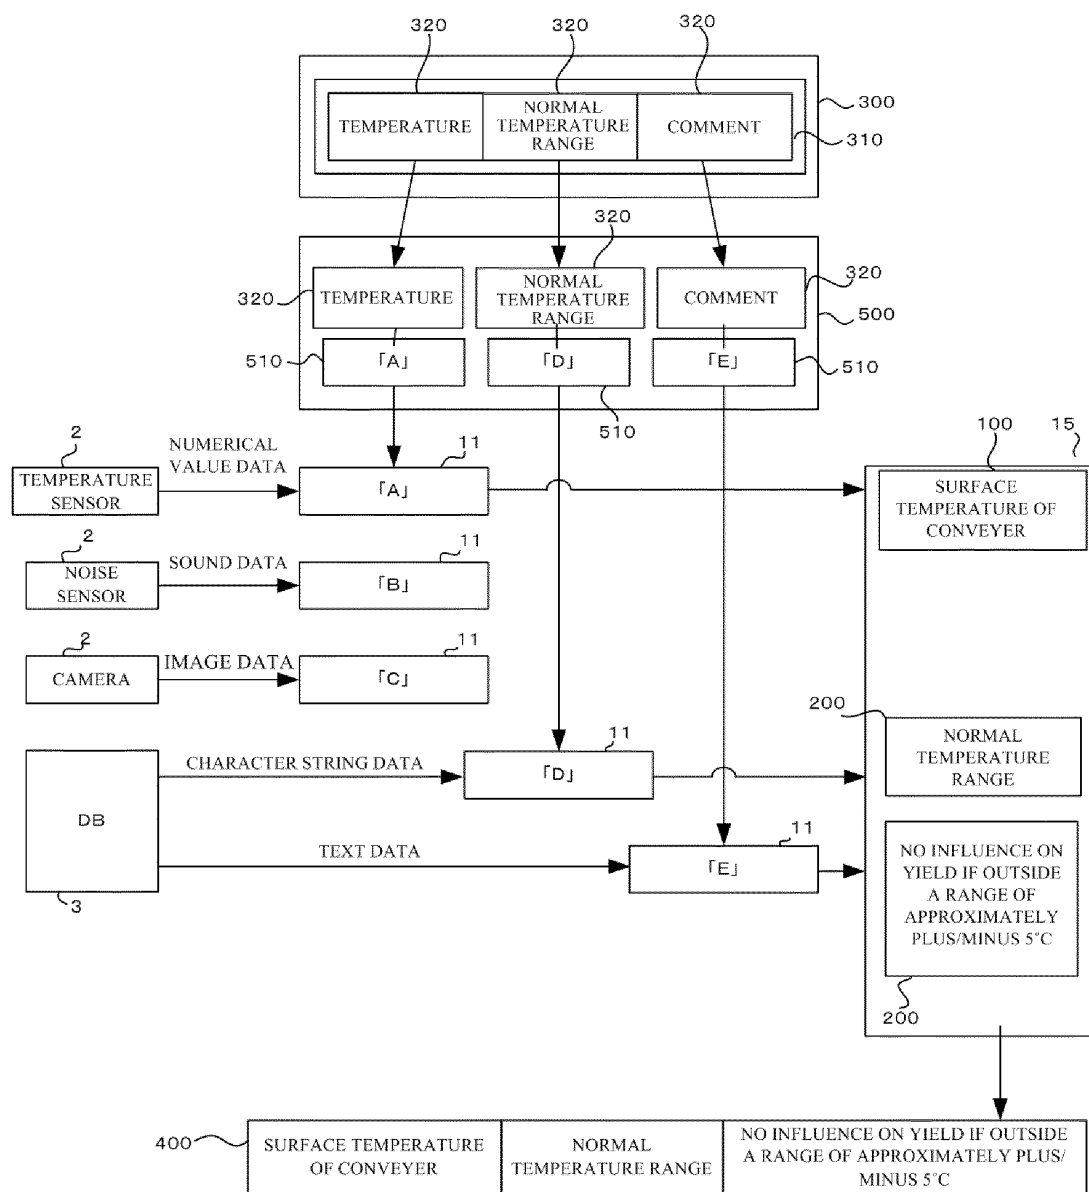 320
320
320
TEMPERATURE
NORMAL
TEMPERATURE
RANGE
COMMENT
300
310
320
320
TEMPERATURE
NORMAL
TEMPERATURE
RANGE
COMMENT
320
500
510
「A」
「D」
「E」
510
510
2
NUMERICAL
VALUE DATA
11
100
15
TEMPERATURE
SENSOR
「A」
SURFACE
TEMPERATURE OF
CONVEYER
2
SOUND DATA
11
NOISE
SENSOR
「B」
2
IMAGE DATA
11
CAMERA
「C」
200
NORMAL
TEMPERATURE
RANGE
11
CHARACTER STRING DATA
「D」
DB
11
TEXT DATA
「E」
3
NO INFLUENCE ON
YIELD IF OUTSIDE
A RANGE OF
APPROXIMATELY
PLUS/MINUS 5°C
200
400
SURFACE TEMPERATURE
OF CONVEYER
NORMAL
TEMPERATURE RANGE
NO INFLUENCE ON YIELD IF OUTSIDE
A RANGE OF APPROXIMATELY PLUS/
MINUS 5°C